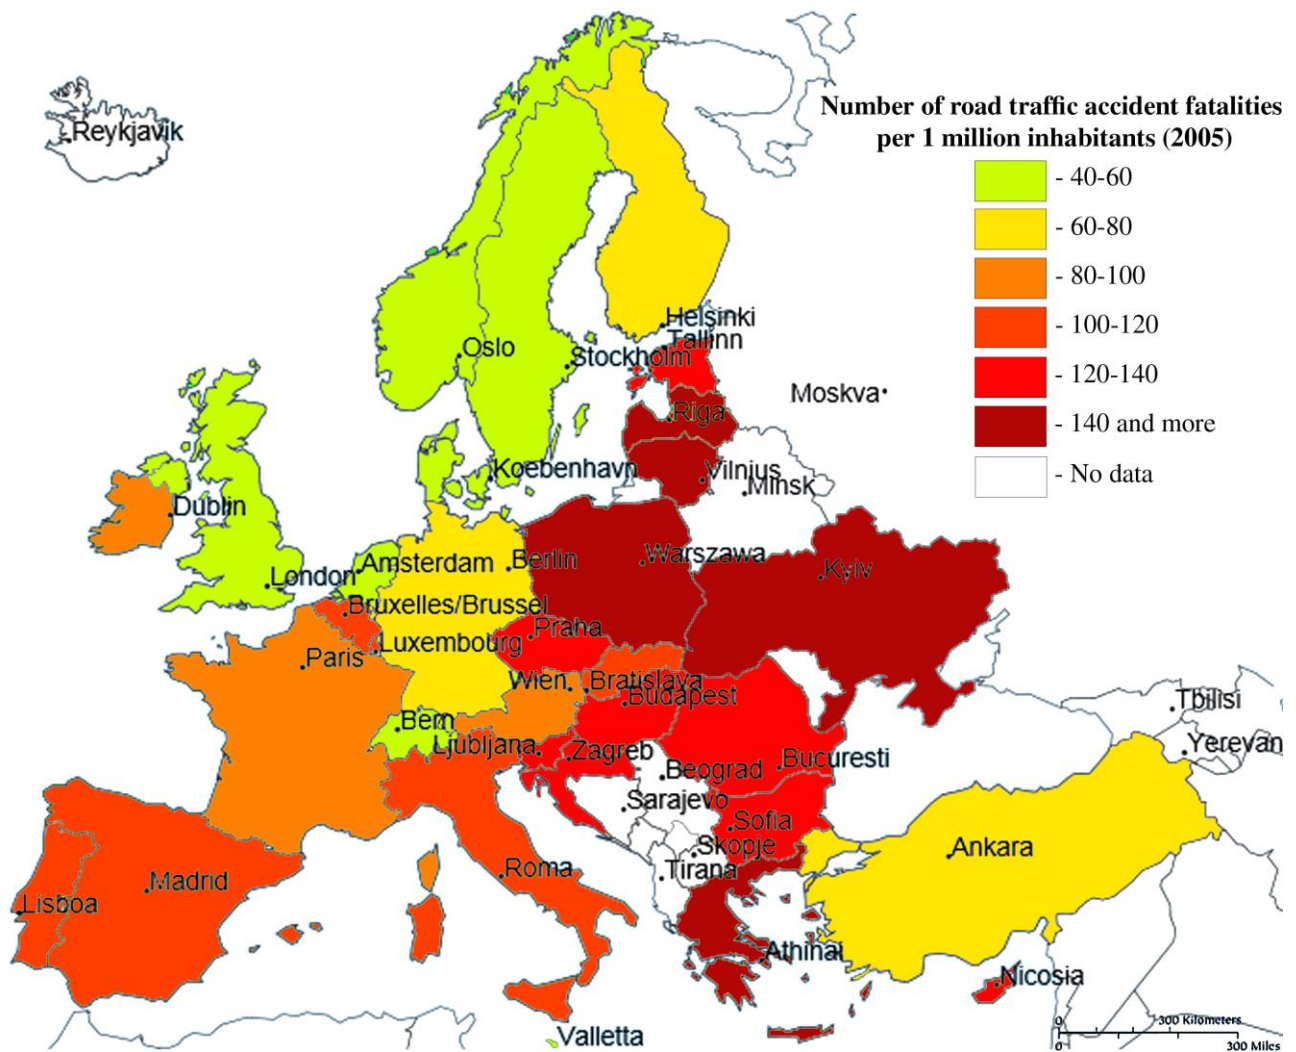 Number of road traffic accident fatalities
per 1 million inhabitants (2005)
- 40-60
- 60-80
- 80-100
- 100-120
- 120-140
- 140 and more
- No data
Reykjavik
Helsinki
Tallinn
Oslo
Stockholm
Moskva
Riga
Koebenhavn
Vilnius
Minsk
Dublin
Amsterdam
Berlin
Warszawa
Kyiv
London
Bruxelles/Brussel
Praha
Luxembourg
Paris
Wien
Bratislava
Budapest
Bern
Ljubljana
Zagreb
Beograd
Bucuresti
Tbilisi
Yerevan
Sarajevo
Sofia
Skopje
Tirana
Ankara
Roma
Madrid
Lisboa
Athinai
Nicosia
Valletta
0 300 Kilometers
0 300 Miles